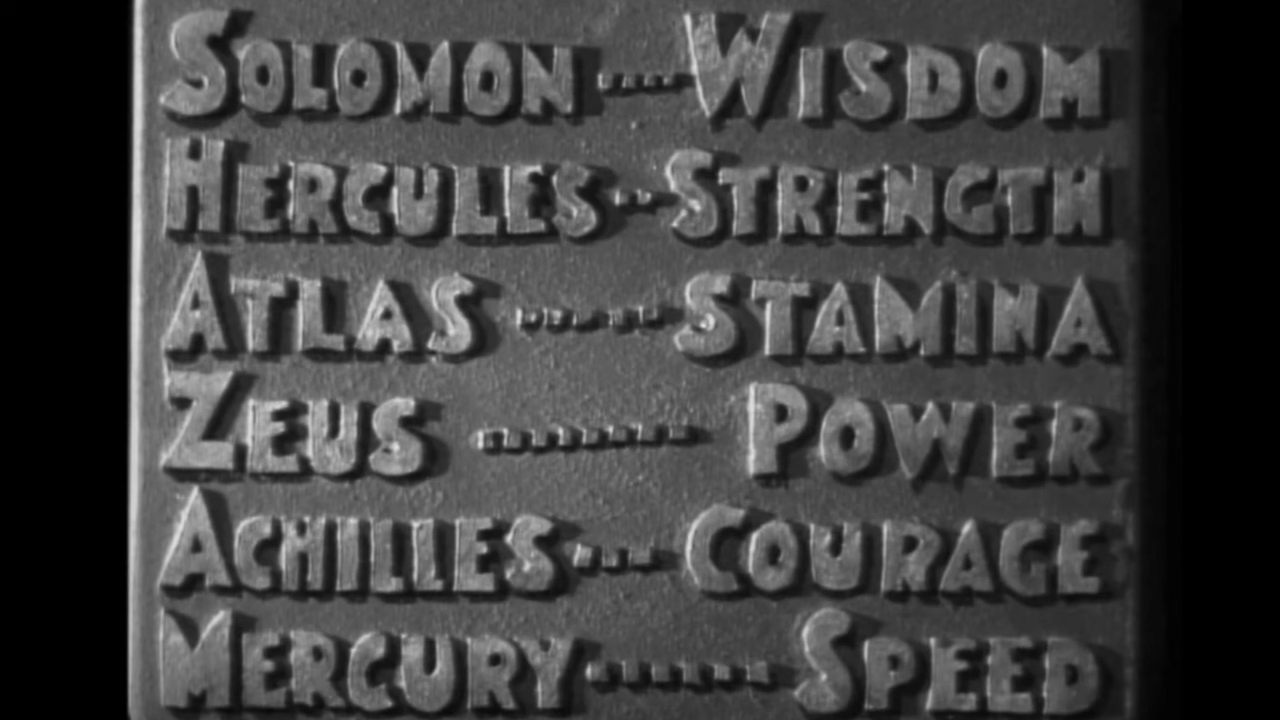 Solomon----Wisdom
Hercules--Strength
Atlas------Stamina
Zeus--------Power
Achilles---Courage
Mercury-------Speed